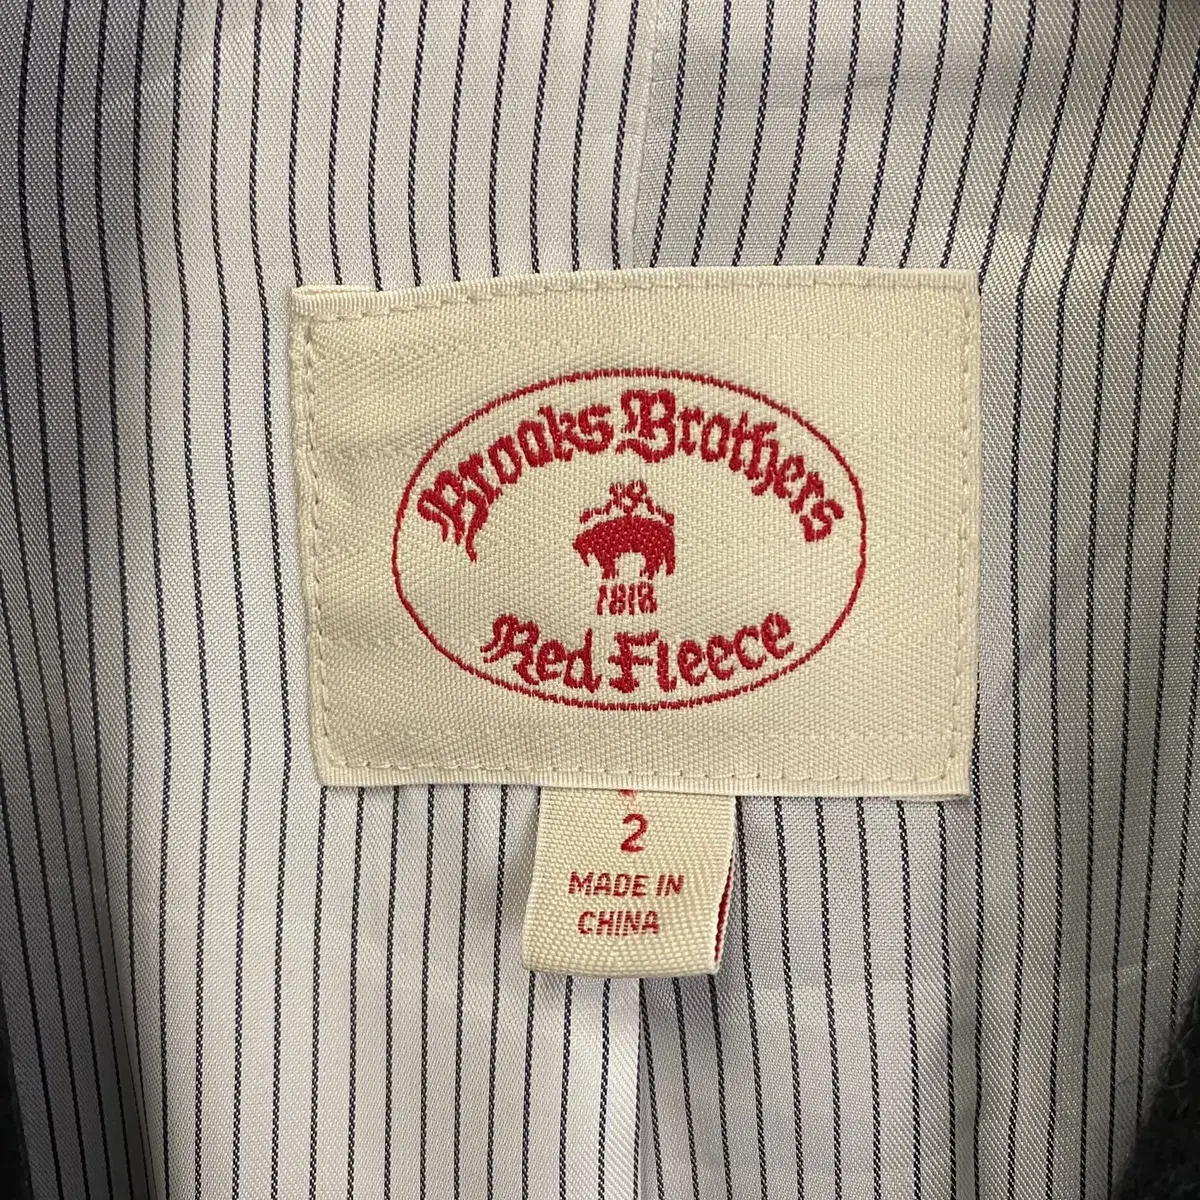 Brooks Brothers
1818
Red Fleece
2
MADE IN
CHINA